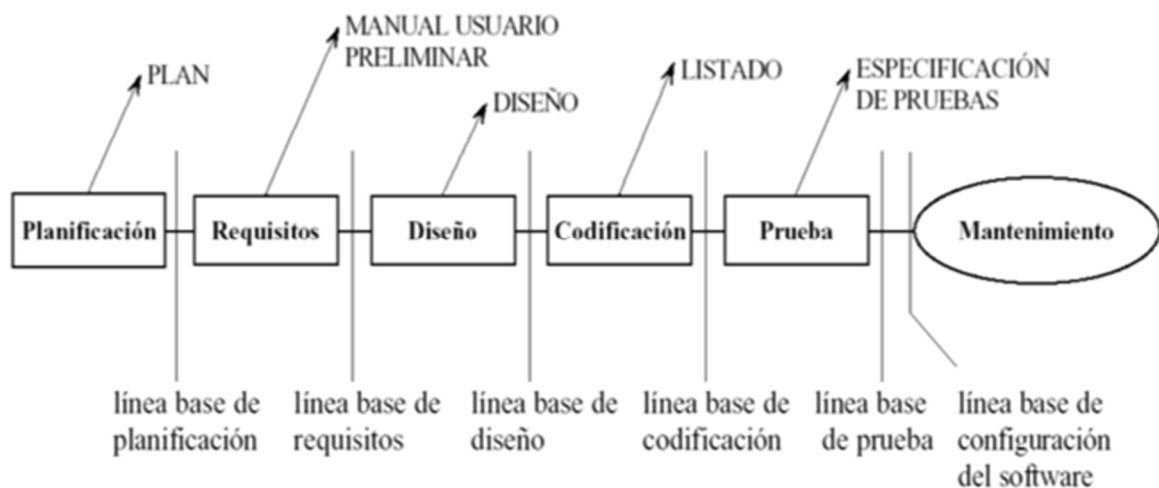 PLAN
MANUAL USUARIO
PRELIMINAR
DISEÑO
LISTADO
ESPECIFICACIÓN
DE PRUEBAS
Planificación
Requisitos
Diseño
Codificación
Prueba
Mantenimiento
línea base de
planificación
línea base de
requisitos
línea base de
diseño
línea base de
codificación
línea base
de prueba
línea base de
configuración
del software